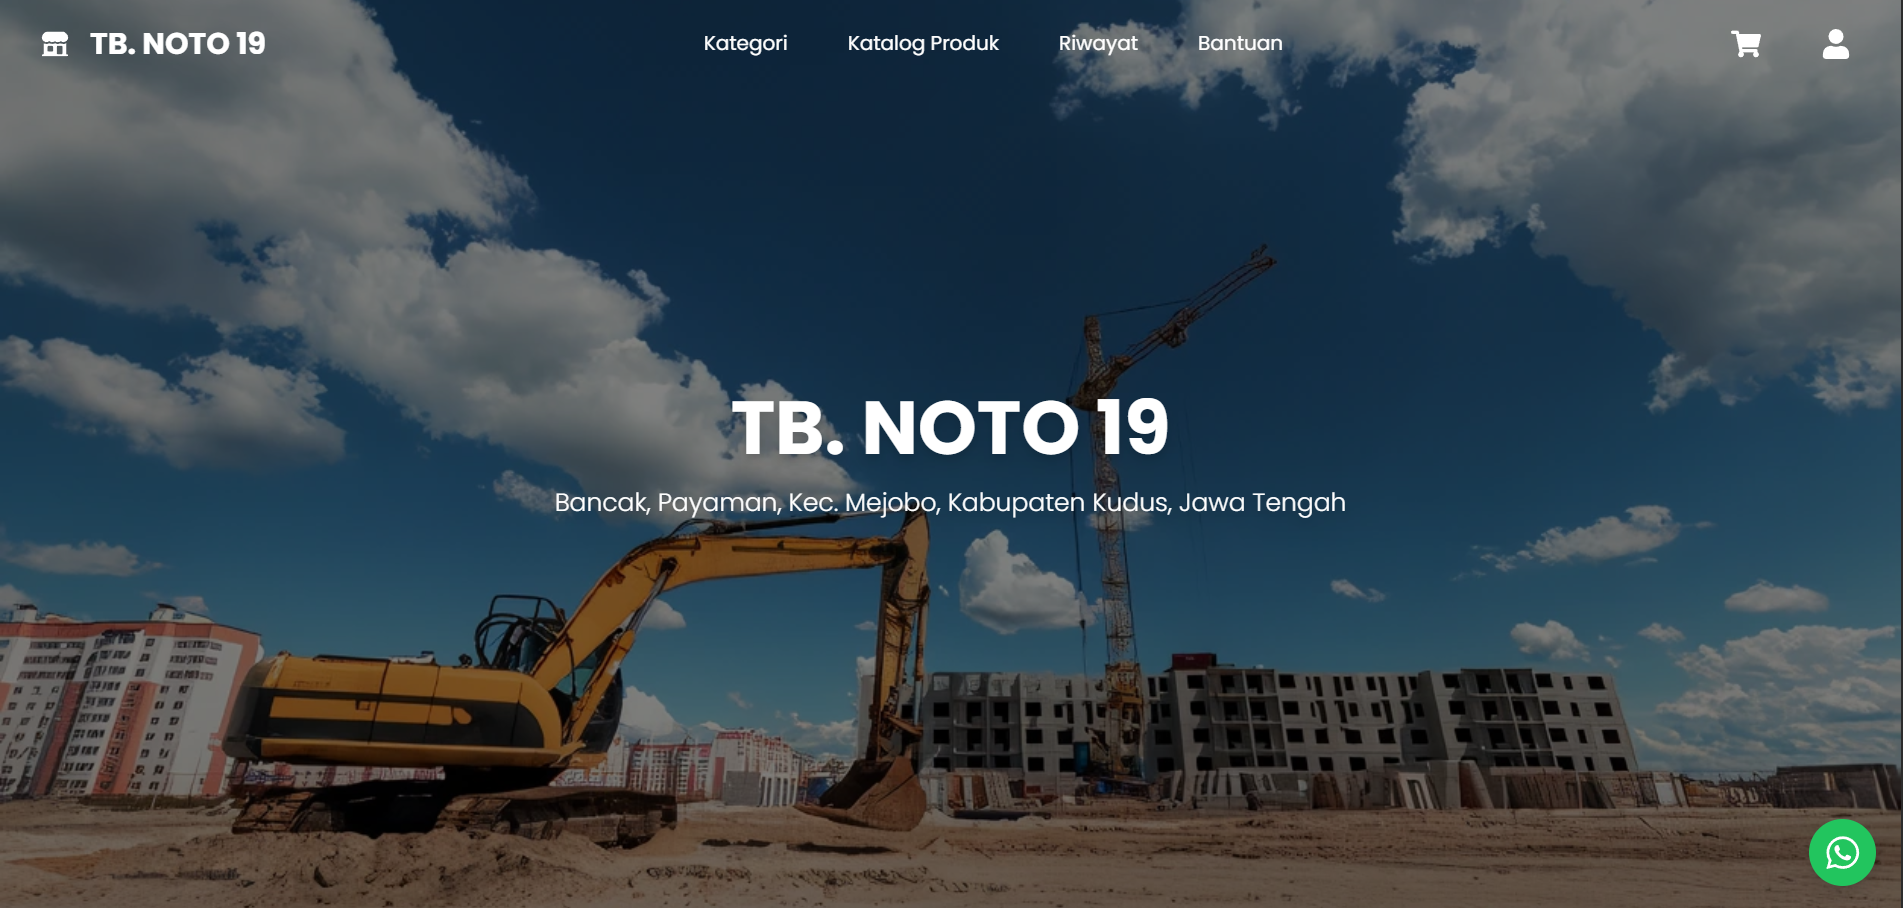 TB. NOTO 19
Kategori
Katalog Produk
Riwayat
Bantuan
TB. NOTO 19
Bancak, Payaman, Kec. Mejobo, Kabupaten Kudus, Jawa Tengah